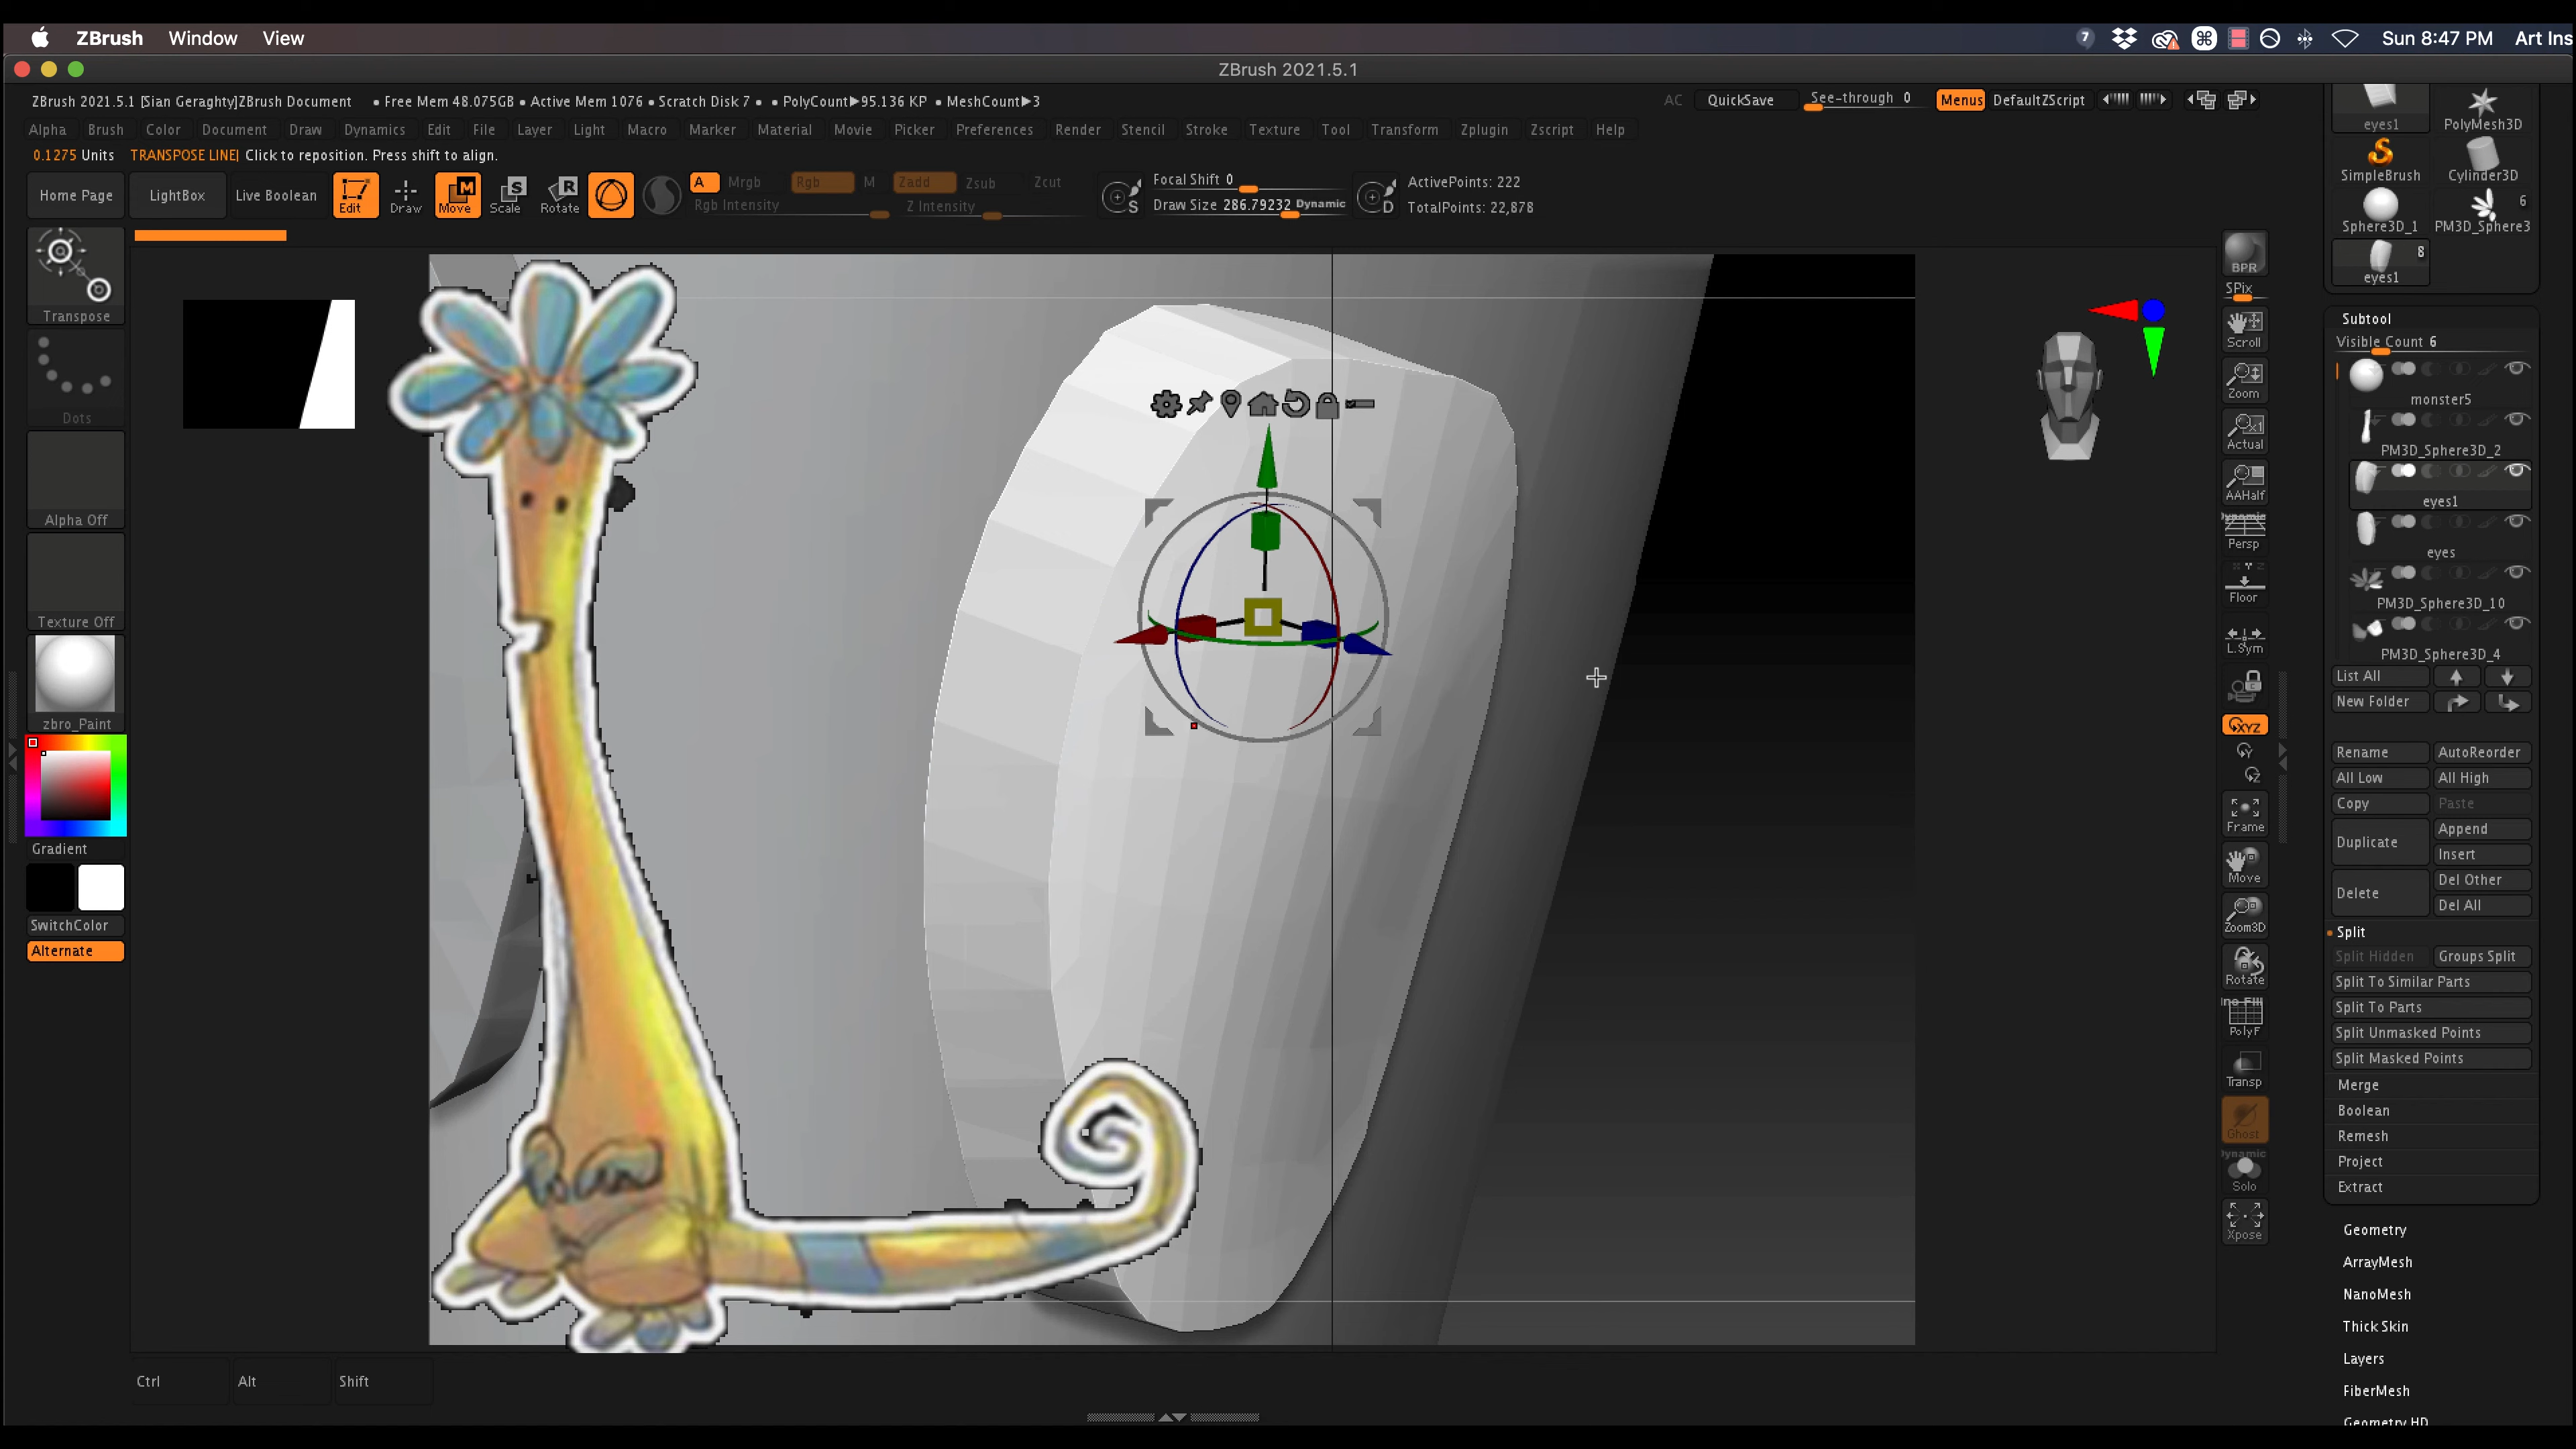 ZBrush Window View 7 Sun 8:47 PM Art Ins
ZBrush 2021.5.1
ZBrush 2021.5.1 [Sian Geraghty]ZBrush Document • Free Mem 48.075GB • Active Mem 1076 • Scratch Disk 7 • • PolyCount▶95.136 KP • MeshCount▶3 AC QuickSave See-through 0 Menus DefaultZScript
Alpha Brush Color Document Draw Dynamics Edit File Layer Light Macro Marker Material Movie Picker Preferences Render Stencil Stroke Texture Tool Transform Zplugin Zscript Help
0.1275 Units TRANSPOSE LINE| Click to reposition. Press shift to align.
Home Page LightBox Live Boolean Edit Draw Move Scale Rotate
A Mrgb Rgb M Zadd Zsub Zcut
Rgb Intensity Z Intensity
Focal Shift 0
Draw Size 286.79232 Dynamic
S D
ActivePoints: 222
TotalPoints: 22,878
Transpose
Dots
Alpha Off
Texture Off
zbro_Paint
Gradient
SwitchColor
Alternate
Ctrl Alt Shift
BPR
SPix
Scroll
Zoom
Actual
AAHalf
Dynamic
Persp
Floor
L.Sym
XYZ
Y
Z
Frame
Move
Zoom3D
Rotate
PolyF
Transp
Ghost
Dynamic
Solo
Xpose
eyes1 PolyMesh3D
SimpleBrush Cylinder3D
6
Sphere3D_1 PM3D_Sphere3
8
eyes1
Subtool
Visible Count 6
monster5
PM3D_Sphere3D_2
eyes1
eyes
PM3D_Sphere3D_10
PM3D_Sphere3D_4
List All
New Folder
Rename AutoReorder
All Low All High
Copy Paste
Duplicate Append
Insert
Delete Del Other
Del All
Split
Split Hidden Groups Split
Split To Similar Parts
Split To Parts
Split Unmasked Points
Split Masked Points
Merge
Boolean
Remesh
Project
Extract
Geometry
ArrayMesh
NanoMesh
Thick Skin
Layers
FiberMesh
Geometry HD